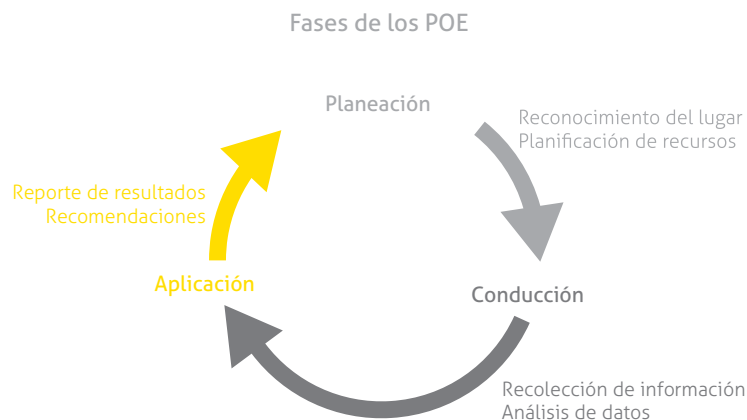 Fases de los POE
Planeación
Reconocimiento del lugar
Planificación de recursos
Reporte de resultados
Recomendaciones
Aplicación
Conducción
Recolección de información
Análisis de datos